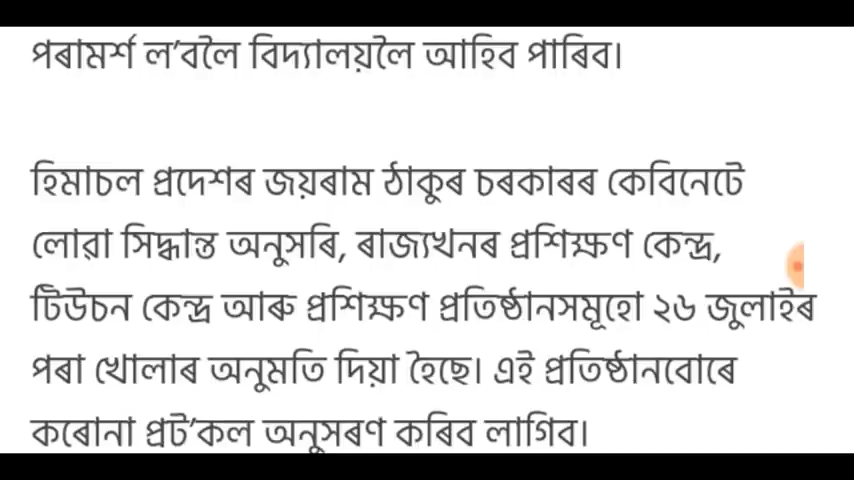 পৰামৰ্শ ল’বলৈ বিদ্যালয়লৈ আহিব পাৰিব।
হিমাচল প্ৰদেশৰ জয়ৰাম ঠাকুৰ চৰকাৰৰ কেবিনেটে
লোৱা সিদ্ধান্ত অনুসৰি, ৰাজ্যখনৰ প্ৰশিক্ষণ কেন্দ্ৰ,
টিউচন কেন্দ্ৰ আৰু প্ৰশিক্ষণ প্ৰতিষ্ঠানসমূহো ২৬ জুলাইৰ
পৰা খোলাৰ অনুমতি দিয়া হৈছে। এই প্ৰতিষ্ঠানবোৰে
কৰোনা প্ৰট’কল অনুসৰণ কৰিব লাগিব।